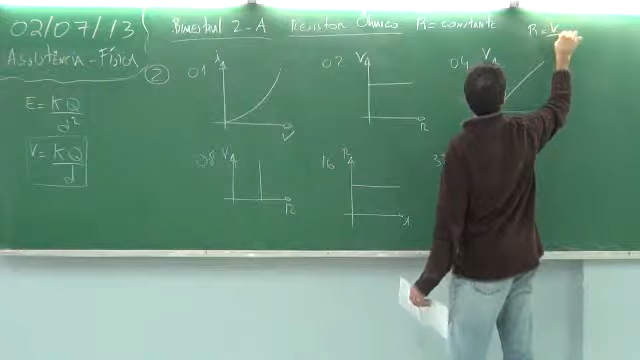 02/07/13
Bimestral 2-A
Resistor Ôhmico
R = constante
R = V
Assistência - Física
2
E = KQ
d²
V = KQ
d
01
i
V
02
V
R
04
V
08
V
R
16
R
i